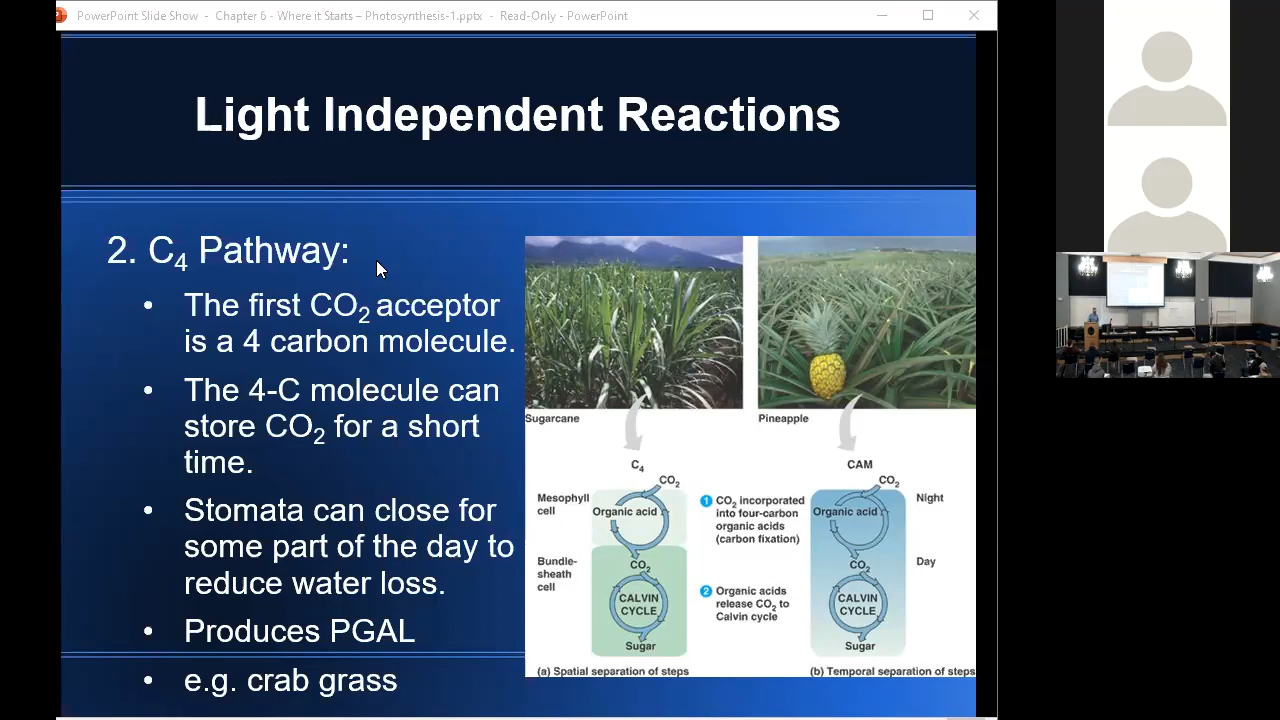 PowerPoint Slide Show - Chapter 6 - Where it Starts – Photosynthesis-1.pptx - Read-Only - PowerPoint
Light Independent Reactions
2. C₄ Pathway:
• The first CO₂ acceptor
is a 4 carbon molecule.
• The 4-C molecule can
store CO₂ for a short
time.
• Stomata can close for
some part of the day to
reduce water loss.
• Produces PGAL
• e.g. crab grass
Sugarcane
Pineapple
C₄
CAM
CO₂
CO₂
Mesophyll
cell
Organic acid
1 CO₂ incorporated
into four-carbon
organic acids
(carbon fixation)
Organic acid
Night
Bundle-
sheath
cell
CO₂
CO₂
Day
CALVIN
CYCLE
2 Organic acids
release CO₂ to
Calvin cycle
CALVIN
CYCLE
Sugar
Sugar
(a) Spatial separation of steps
(b) Temporal separation of steps